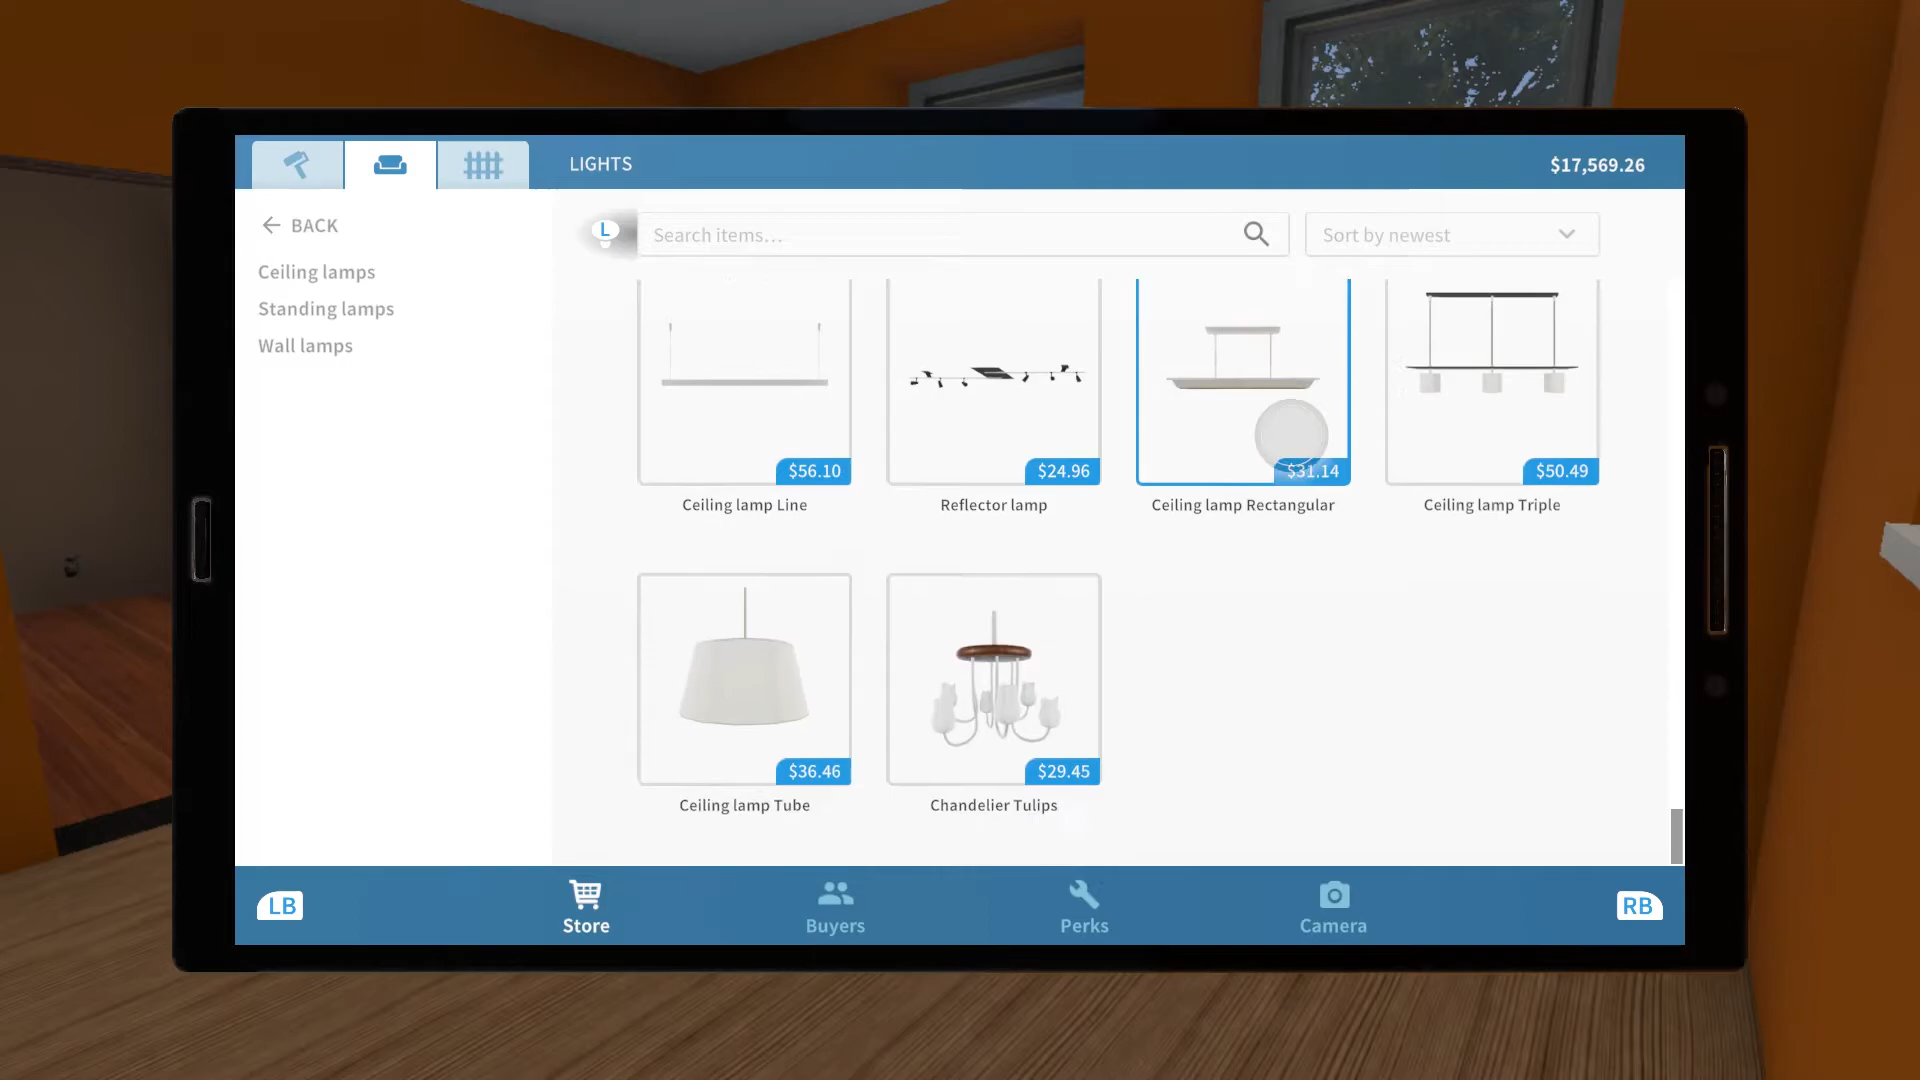 LIGHTS
$17,569.26
BACK
L
Search items...
Sort by newest
Ceiling lamps
Standing lamps
Wall lamps
$56.10
$24.96
$31.14
$50.49
Ceiling lamp Line
Reflector lamp
Ceiling lamp Rectangular
Ceiling lamp Triple
$36.46
$29.45
Ceiling lamp Tube
Chandelier Tulips
LB
Store
Buyers
Perks
Camera
RB